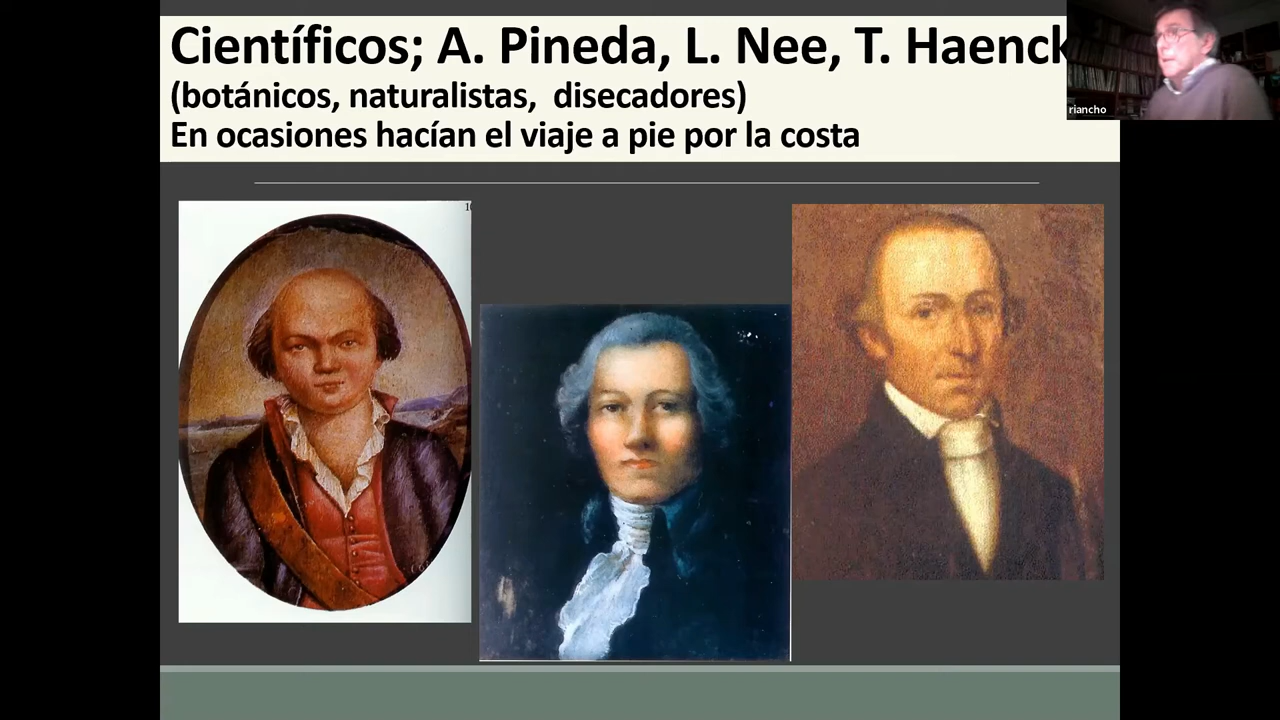 Científicos; A. Pineda, L. Nee, T. Haenck
(botánicos, naturalistas, disecadores)
En ocasiones hacían el viaje a pie por la costa
riancho